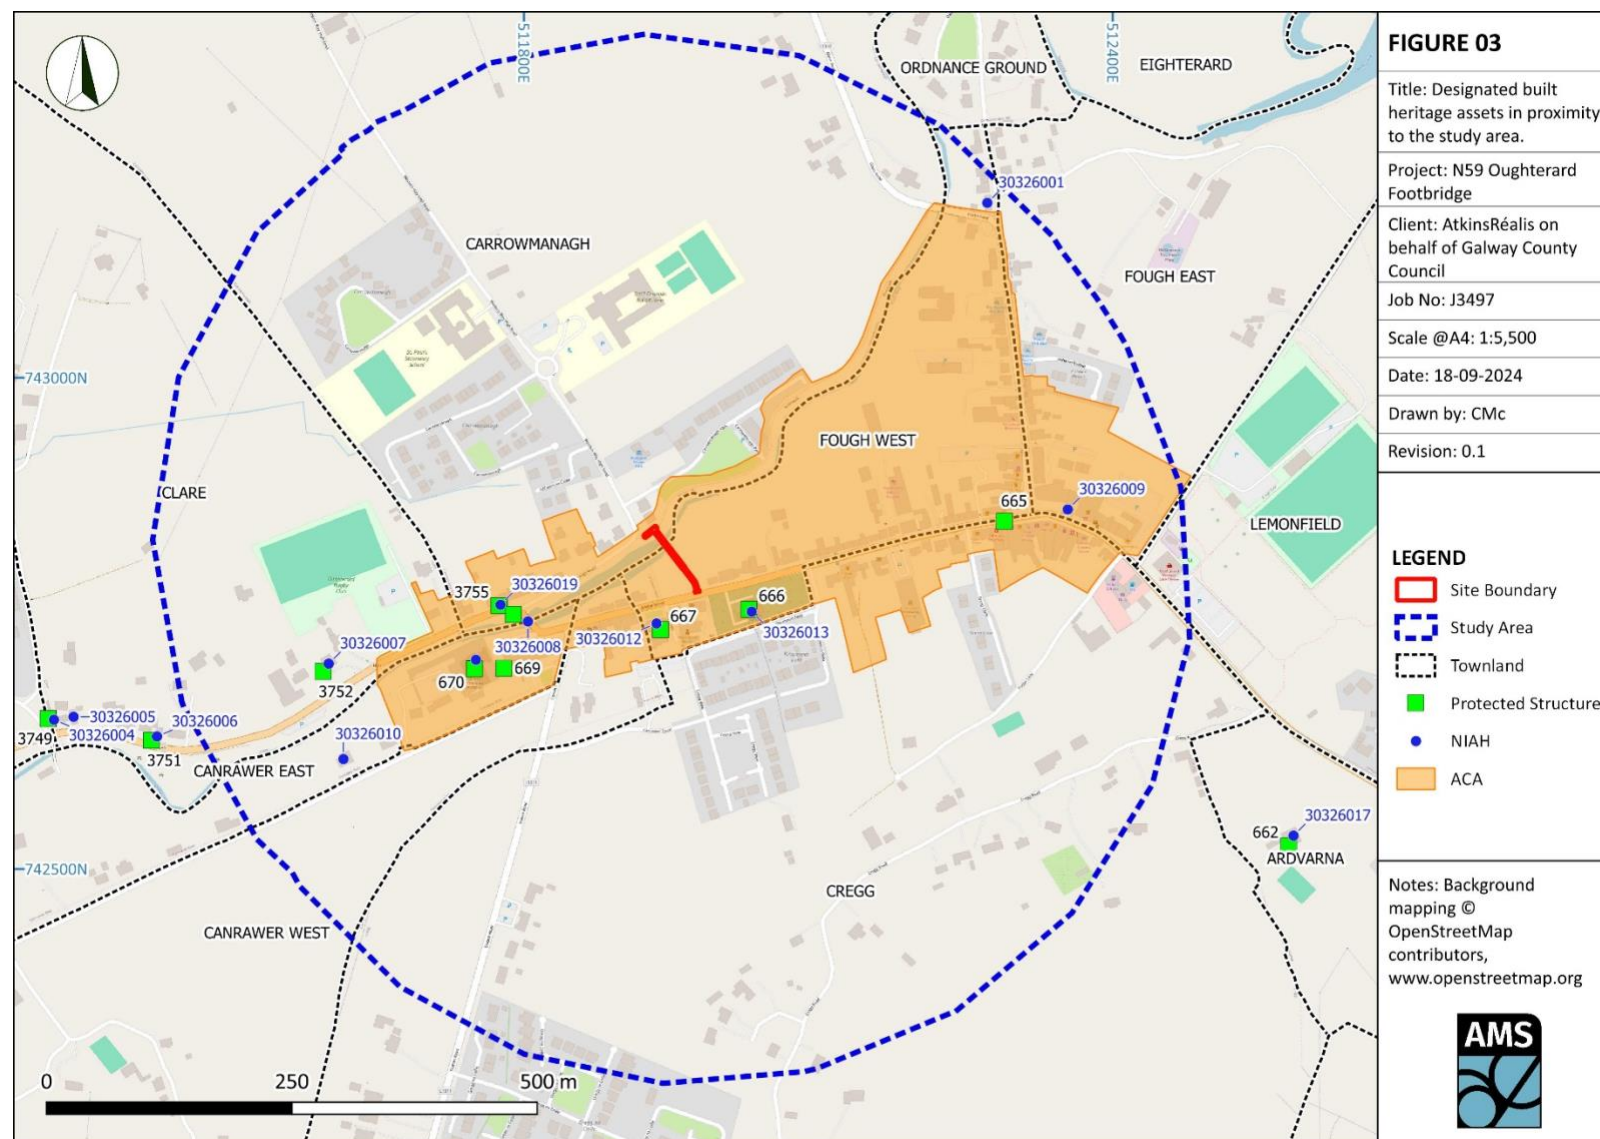 511800E
512400E
ORDNANCE GROUND
EIGHTERARD
30326001
CARROWMANAGH
FOUGH EAST
743000N
FOUGH WEST
CLARE
30326009
665
LEMONFIELD
3755
30326019
666
667
30326012
30326013
30326007
30326008
669
670
3752
30326005
30326006
3749
30326004
30326010
3751
CANRAWER EAST
30326017
662
ARDVARNA
742500N
CREGG
CANRAWER WEST
0
250
500 m
FIGURE 03
Title: Designated built
heritage assets in proximity
to the study area.
Project: N59 Oughterard
Footbridge
Client: AtkinsRéalis on
behalf of Galway County
Council
Job No: J3497
Scale @A4: 1:5,500
Date: 18-09-2024
Drawn by: CMc
Revision: 0.1
LEGEND
Site Boundary
Study Area
Townland
Protected Structure
NIAH
ACA
Notes: Background
mapping ©
OpenStreetMap
contributors,
www.openstreetmap.org
AMS